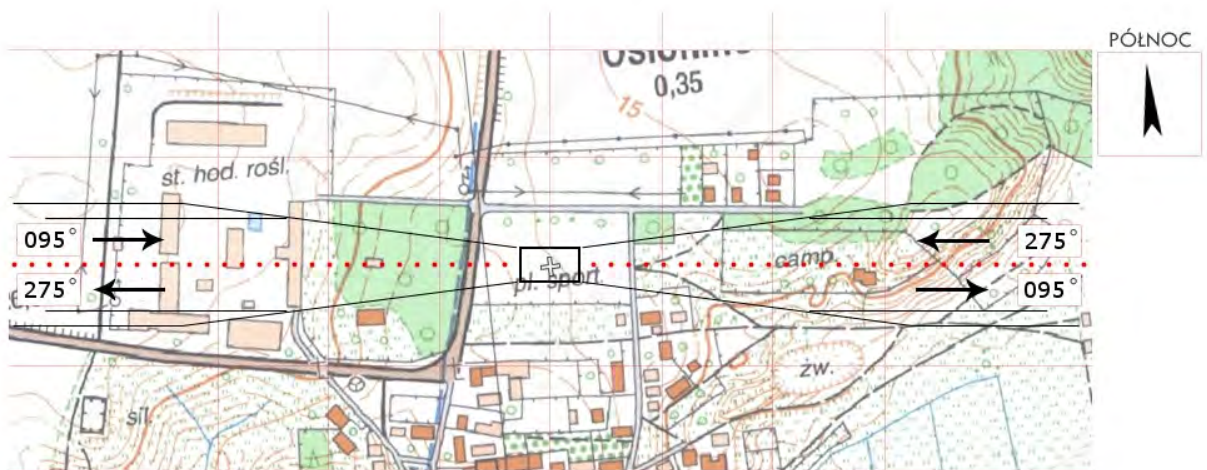 PÓŁNOC
0,35
15
st. hod. rośl.
095°
275°
275°
095°
camp.
pl. sport.
żw.
sil.